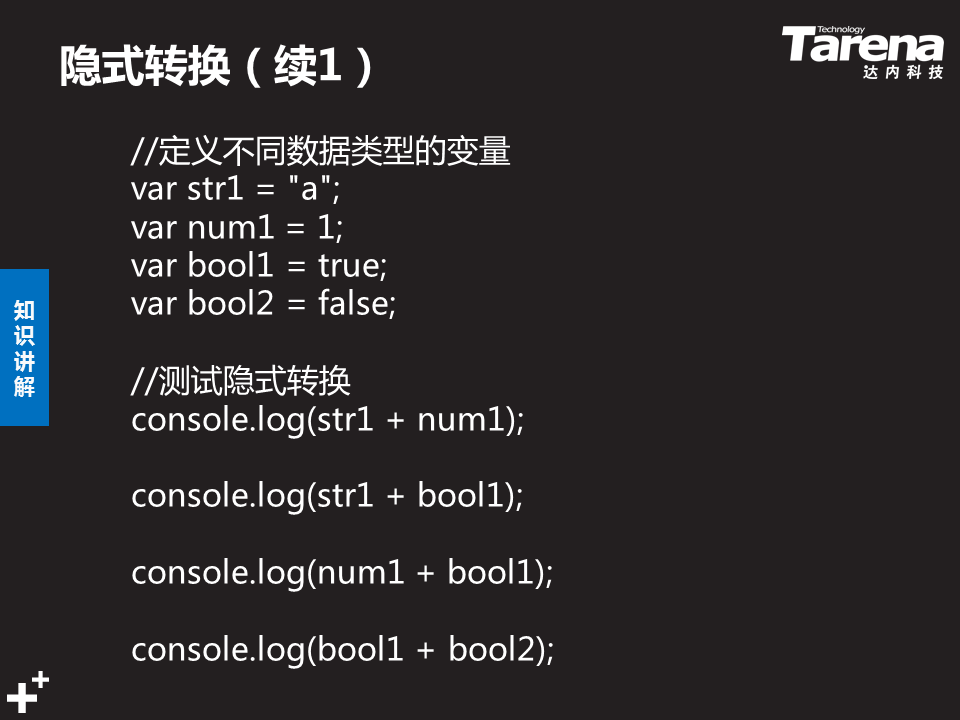 隐式转换（续1）
Technology
Tarena
达内科技
//定义不同数据类型的变量
var str1 = "a";
var num1 = 1;
var bool1 = true;
var bool2 = false;
//测试隐式转换
console.log(str1 + num1);
console.log(str1 + bool1);
console.log(num1 + bool1);
console.log(bool1 + bool2);
知识讲解